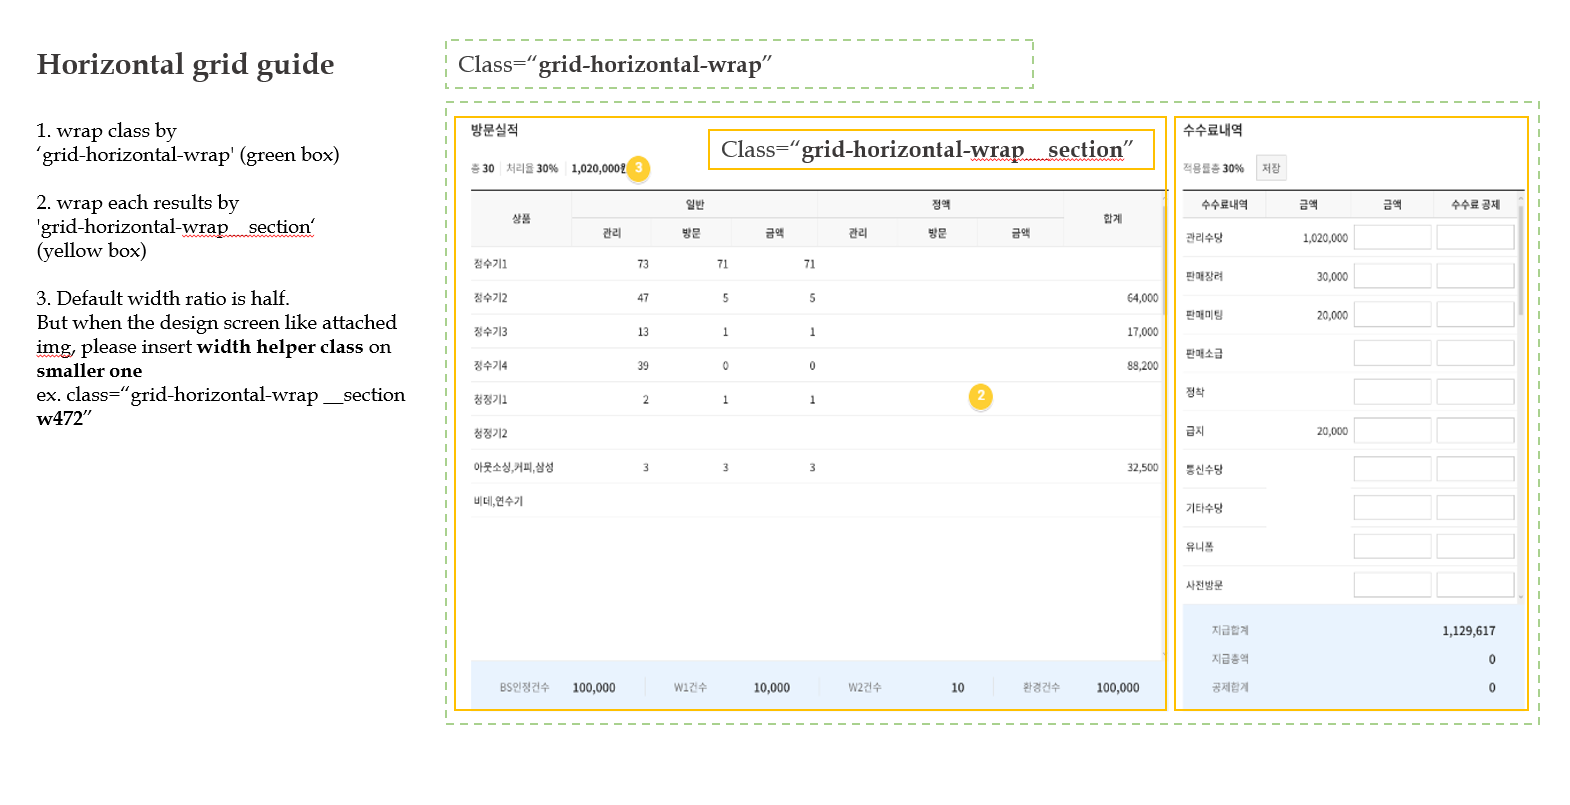 Horizontal grid guide
1. wrap class by
‘grid-horizontal-wrap' (green box)
2. wrap each results by
'grid-horizontal-wrap__section‘
(yellow box)
3. Default width ratio is half.
But when the design screen like attached
img, please insert width helper class on
smaller one
ex. class=“grid-horizontal-wrap __section
w472”
Class=“grid-horizontal-wrap”
방문실적
Class=“grid-horizontal-wrap__section”
총 30 처리율 30% 1,020,000원 3
상품 일반 정액 합계
관리 방문 금액 관리 방문 금액
정수기1 73 71 71
정수기2 47 5 5 64,000
정수기3 13 1 1 17,000
정수기4 39 0 0 88,200
청정기1 2 1 1 2
청정기2
아웃소싱,커피,삼성 3 3 3 32,500
비데,연수기
BS인정건수 100,000 W1건수 10,000 W2건수 10 환경건수 100,000
수수료내역
적용률총 30% 저장
수수료내역 금액 금액 수수료 공제
관리수당 1,020,000
판매장려 30,000
판매미팅 20,000
판매소급
정착
급지 20,000
통신수당
기타수당
유니폼
사전방문
지급합계 1,129,617
지급총액 0
공제합계 0